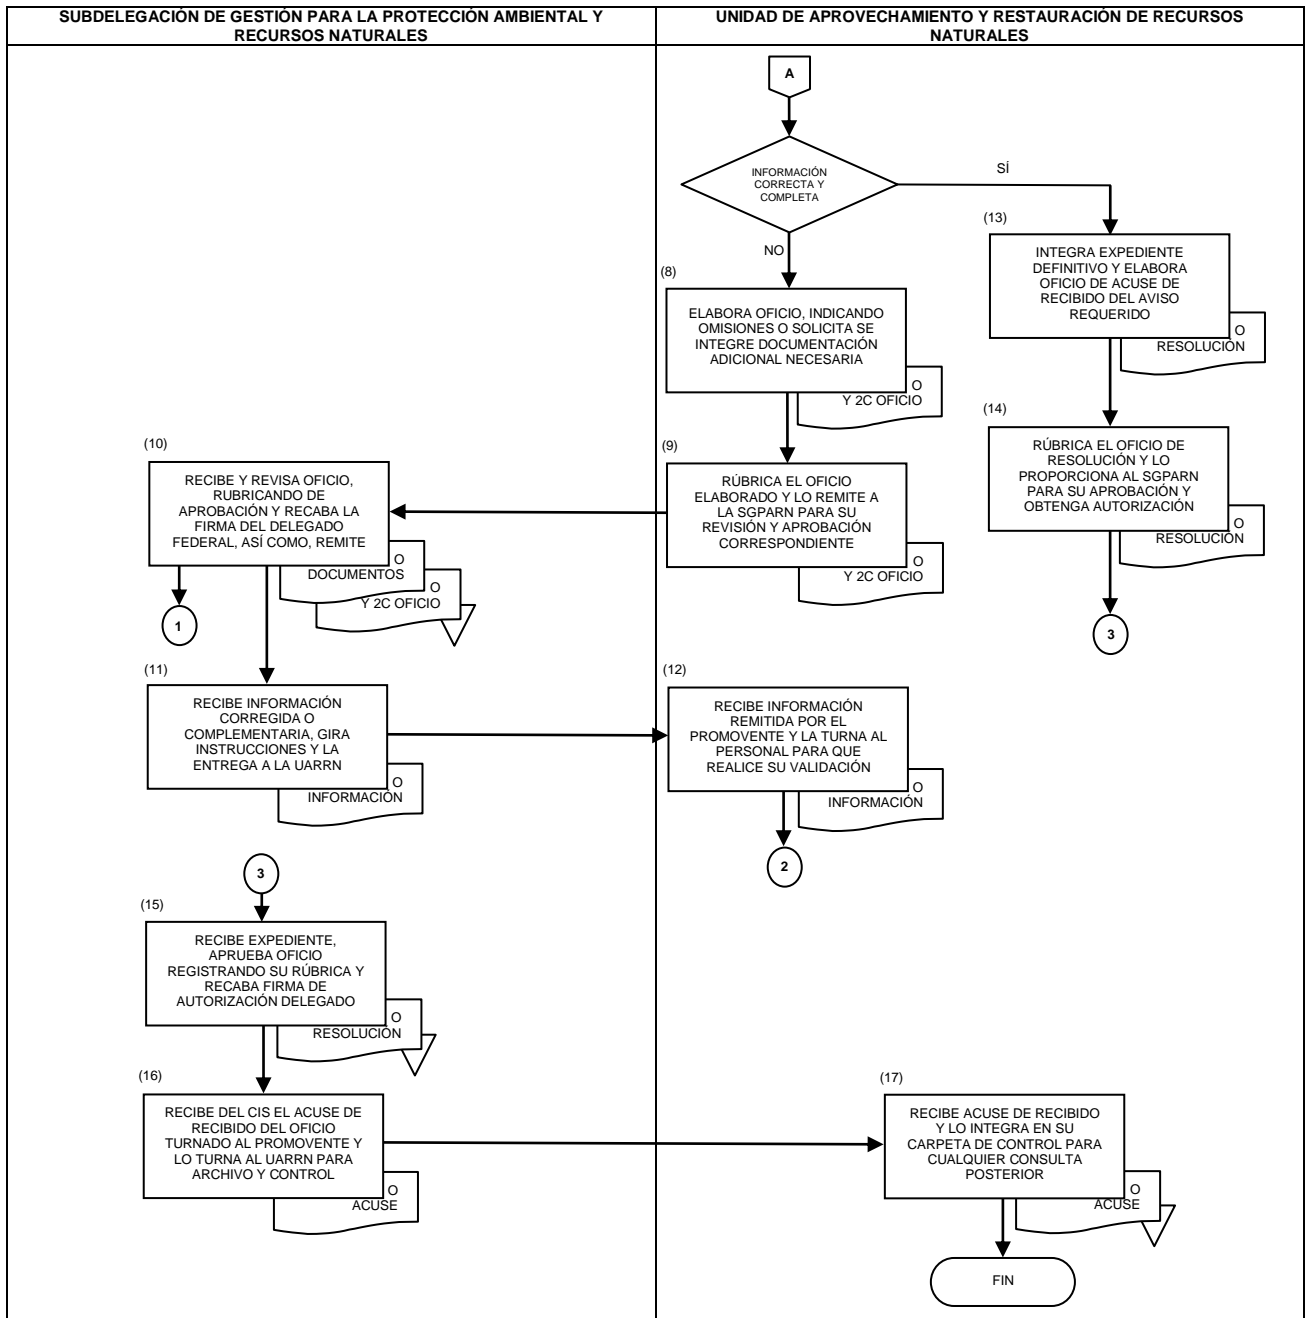 SUBDELEGACIÓN DE GESTIÓN PARA LA PROTECCIÓN AMBIENTAL Y
RECURSOS NATURALES
UNIDAD DE APROVECHAMIENTO Y RESTAURACIÓN DE RECURSOS
NATURALES
A
INFORMACIÓN
CORRECTA Y
COMPLETA
SÍ
NO
(13)
INTEGRA EXPEDIENTE
DEFINITIVO Y ELABORA
OFICIO DE ACUSE DE
RECIBIDO DEL AVISO
REQUERIDO
O
RESOLUCIÓN
(8)
ELABORA OFICIO, INDICANDO
OMISIONES O SOLICITA SE
INTEGRE DOCUMENTACIÓN
ADICIONAL NECESARIA
O
Y 2C OFICIO
(14)
RÚBRICA EL OFICIO DE
RESOLUCIÓN Y LO
PROPORCIONA AL SGPARN
PARA SU APROBACIÓN Y
OBTENGA AUTORIZACIÓN
O
RESOLUCIÓN
3
(9)
RÚBRICA EL OFICIO
ELABORADO Y LO REMITE A
LA SGPARN PARA SU
REVISIÓN Y APROBACIÓN
CORRESPONDIENTE
O
Y 2C OFICIO
(10)
RECIBE Y REVISA OFICIO,
RUBRICANDO DE
APROBACIÓN Y RECABA LA
FIRMA DEL DELEGADO
FEDERAL, ASÍ COMO, REMITE
O
DOCUMENTOS
O
Y 2C OFICIO
1
(11)
RECIBE INFORMACIÓN
CORREGIDA O
COMPLEMENTARIA, GIRA
INSTRUCCIONES Y LA
ENTREGA A LA UARRN
O
INFORMACIÓN
(12)
RECIBE INFORMACIÓN
REMITIDA POR EL
PROMOVENTE Y LA TURNA AL
PERSONAL PARA QUE
REALICE SU VALIDACIÓN
O
INFORMACIÓN
2
3
(15)
RECIBE EXPEDIENTE,
APRUEBA OFICIO
REGISTRANDO SU RÚBRICA Y
RECABA FIRMA DE
AUTORIZACIÓN DELEGADO
O
RESOLUCIÓN
(16)
RECIBE DEL CIS EL ACUSE DE
RECIBIDO DEL OFICIO
TURNADO AL PROMOVENTE Y
LO TURNA AL UARRN PARA
ARCHIVO Y CONTROL
O
ACUSE
(17)
RECIBE ACUSE DE RECIBIDO
Y LO INTEGRA EN SU
CARPETA DE CONTROL PARA
CUALQUIER CONSULTA
POSTERIOR
O
ACUSE
FIN